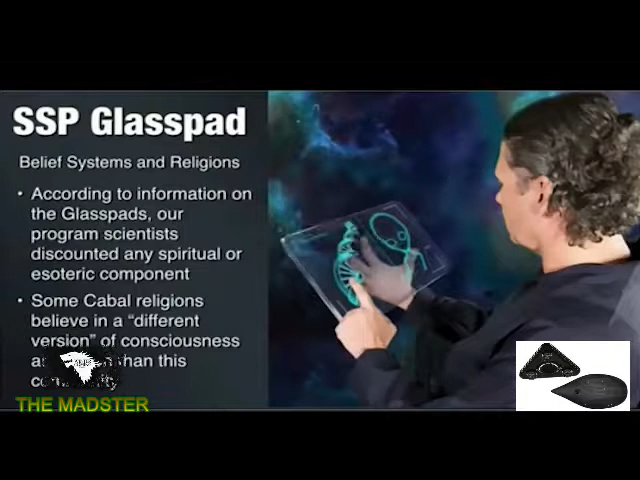 SSP Glasspad
Belief Systems and Religions
• According to information on
the Glasspads, our
program scientists
discounted any spiritual or
esoteric component
• Some Cabal religions
believe in a “different
version” of consciousness
than this
THE MADSTER